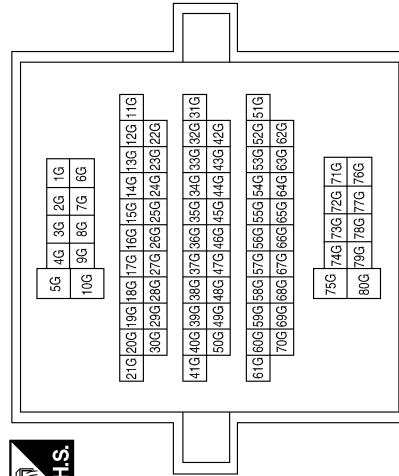 H.S.
5G 4G 3G 2G 1G
10G 9G 8G 7G 6G
21G 20G 19G 18G 17G 16G 15G 14G 13G 12G 11G
30G 29G 28G 27G 26G 25G 24G 23G 22G
41G 40G 39G 38G 37G 36G 35G 34G 33G 32G 31G
50G 49G 48G 47G 46G 45G 44G 43G 42G
61G 60G 59G 58G 57G 56G 55G 54G 53G 52G 51G
70G 69G 68G 67G 66G 65G 64G 63G 62G
75G 74G 73G 72G 71G
80G 79G 78G 77G 76G